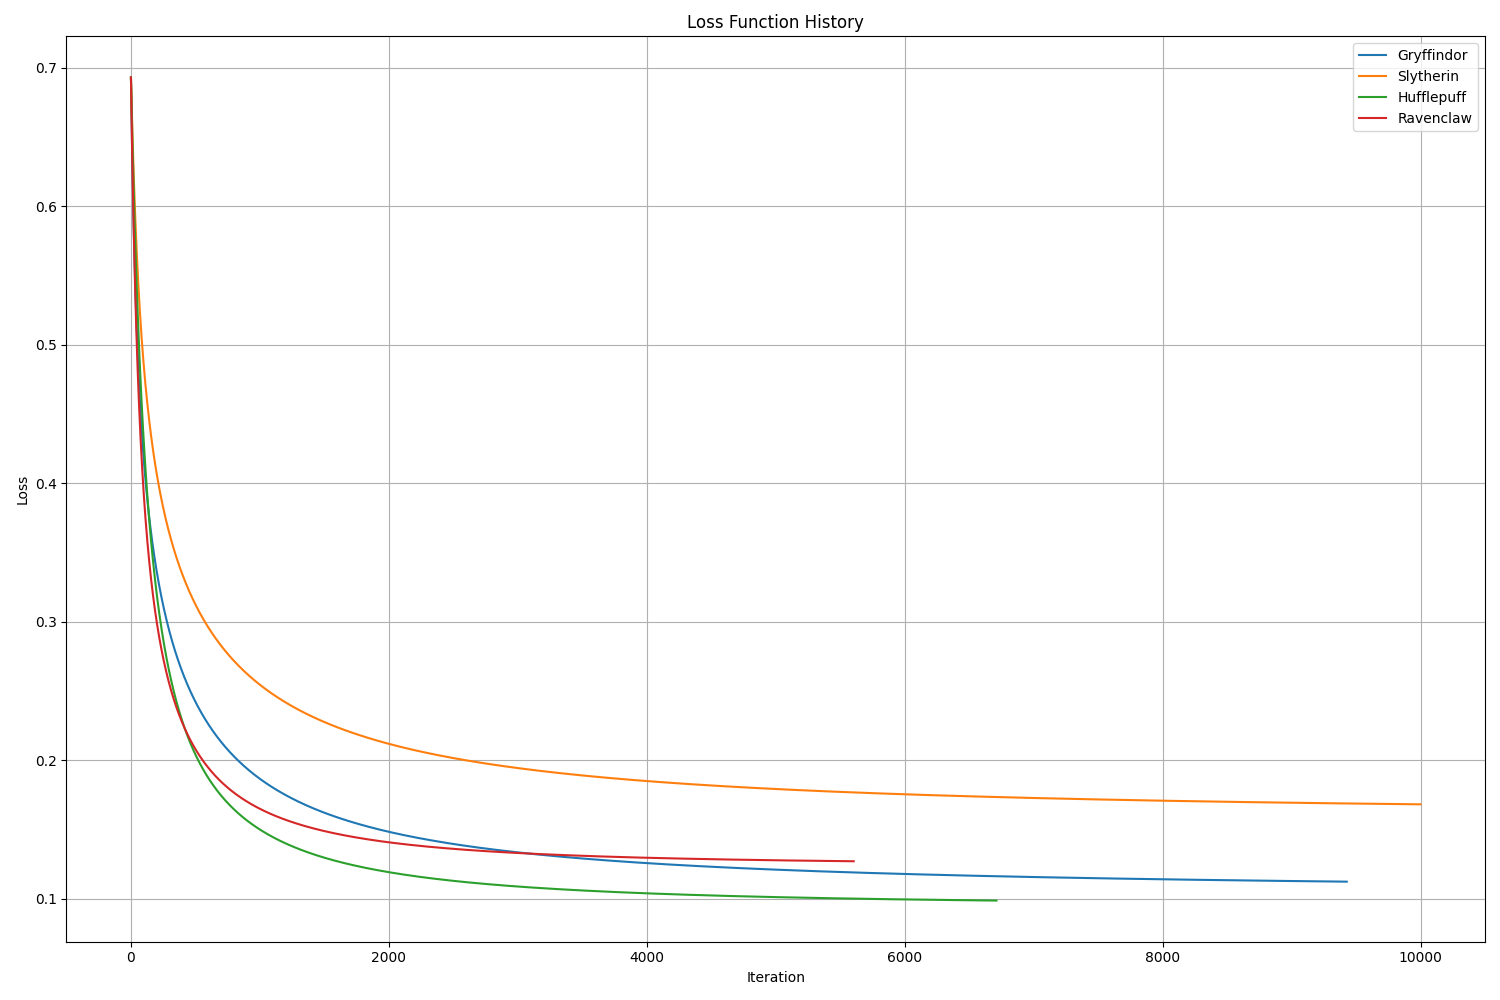 Loss Function History
Gryffindor
Slytherin
Hufflepuff
Ravenclaw
Loss
0.7
0.6
0.5
0.4
0.3
0.2
0.1
0 2000 4000 6000 8000 10000
Iteration